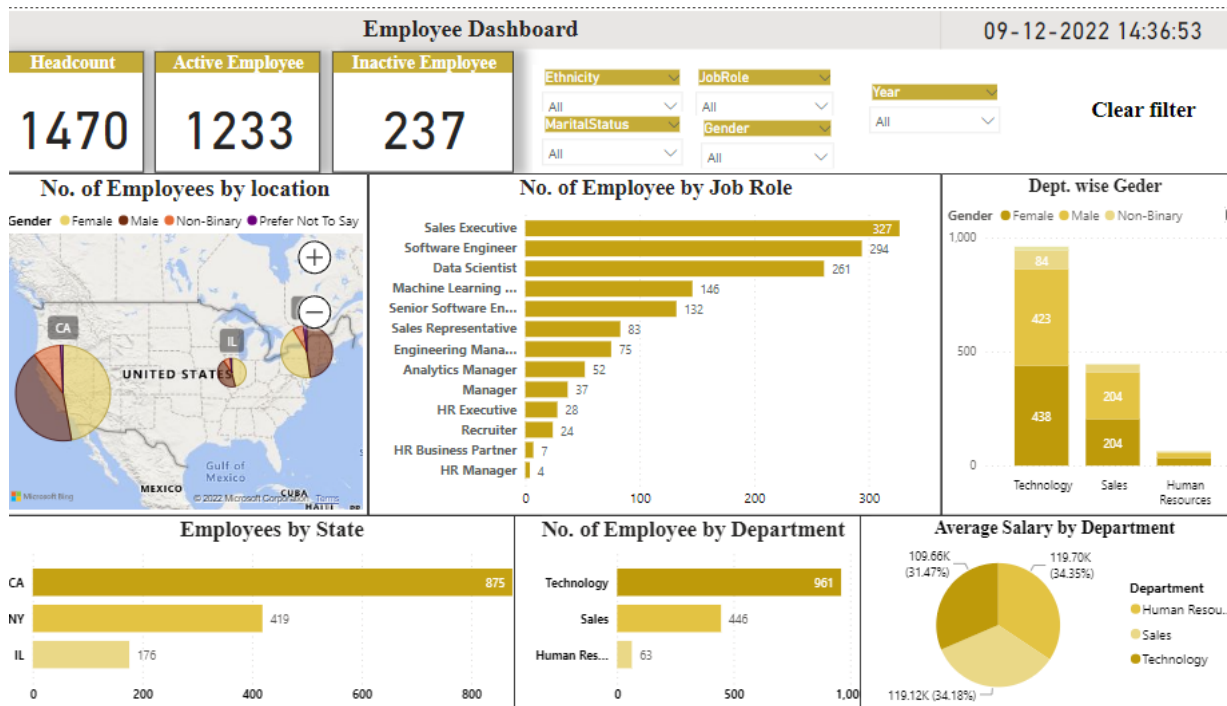 Employee Dashboard
09-12-2022 14:36:53
Headcount
1470
Active Employee
1233
Inactive Employee
237
Ethnicity
All
JobRole
All
MaritalStatus
All
Gender
All
Year
All
Clear filter
No. of Employees by location
Gender Female Male Non-Binary Prefer Not To Say
CA
IL
UNITED STATES
Gulf of
Mexico
MEXICO
CUBA
Microsoft Bing
© 2022 Microsoft Corporation Terms
No. of Employee by Job Role
Sales Executive 327
Software Engineer 294
Data Scientist 261
Machine Learning ... 146
Senior Software En... 132
Sales Representative 83
Engineering Mana... 75
Analytics Manager 52
Manager 37
HR Executive 28
Recruiter 24
HR Business Partner 7
HR Manager 4
0 100 200 300
Dept. wise Geder
Gender Female Male Non-Binary
1,000
500
0
84
423
438
204
204
Technology Sales Human
Resources
Employees by State
CA 875
NY 419
IL 176
0 200 400 600 800
No. of Employee by Department
Technology 961
Sales 446
Human Res... 63
0 500 1,00
Average Salary by Department
109.66K
(31.47%)
119.70K
(34.35%)
119.12K (34.18%)
Department
Human Resou...
Sales
Technology